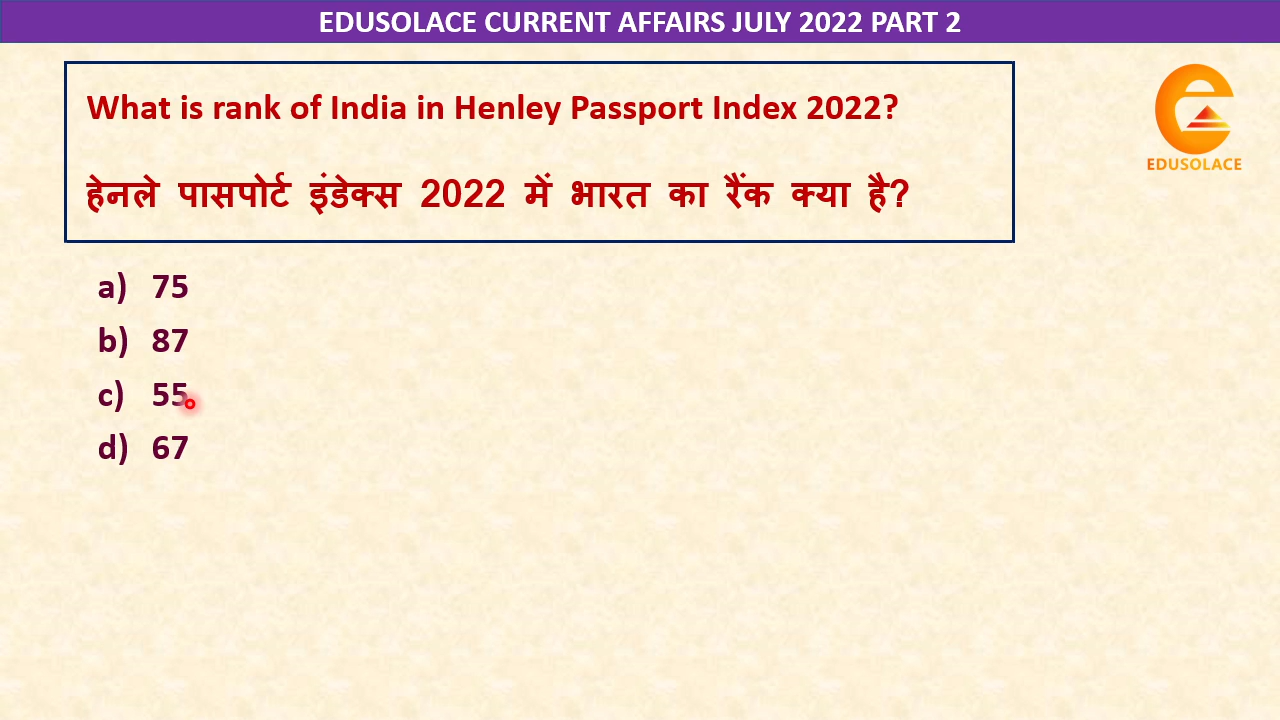 EDUSOLACE CURRENT AFFAIRS JULY 2022 PART 2
What is rank of India in Henley Passport Index 2022?
हेनले पासपोर्ट इंडेक्स 2022 में भारत का रैंक क्या है?
EDUSOLACE
a) 75
b) 87
c) 55
d) 67